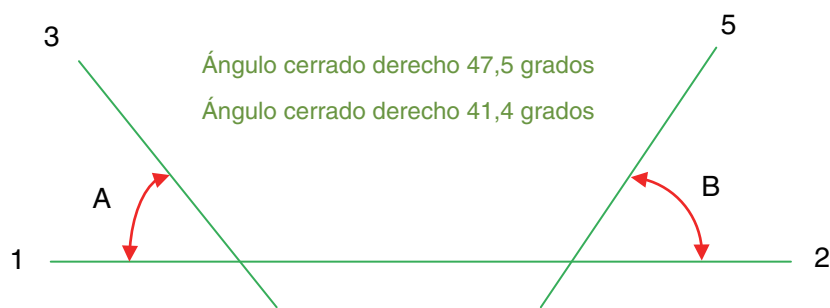 3
5
Ángulo cerrado derecho 47,5 grados
Ángulo cerrado derecho 41,4 grados
A
B
1
2